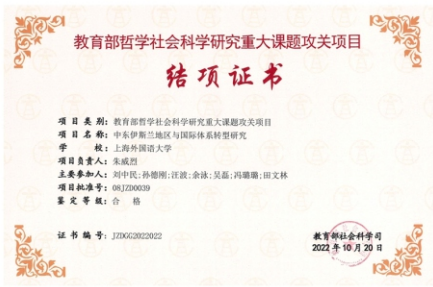 教育部哲学社会科学研究重大课题攻关项目
结项证书
项目类别：教育部哲学社会科学研究重大课题攻关项目
项目名称：中东伊斯兰地区与国际体系转型研究
学　　校：上海外国语大学
项目负责人：朱威烈
主要参加人：刘中民;孙德刚;汪波;余泳;吴磊;冯璐璐;田文林
项目批准号：08JZD0039
鉴定等级：合　格
证书编号：JZDGG2022022
教育部社会科学司
2022年10月20日